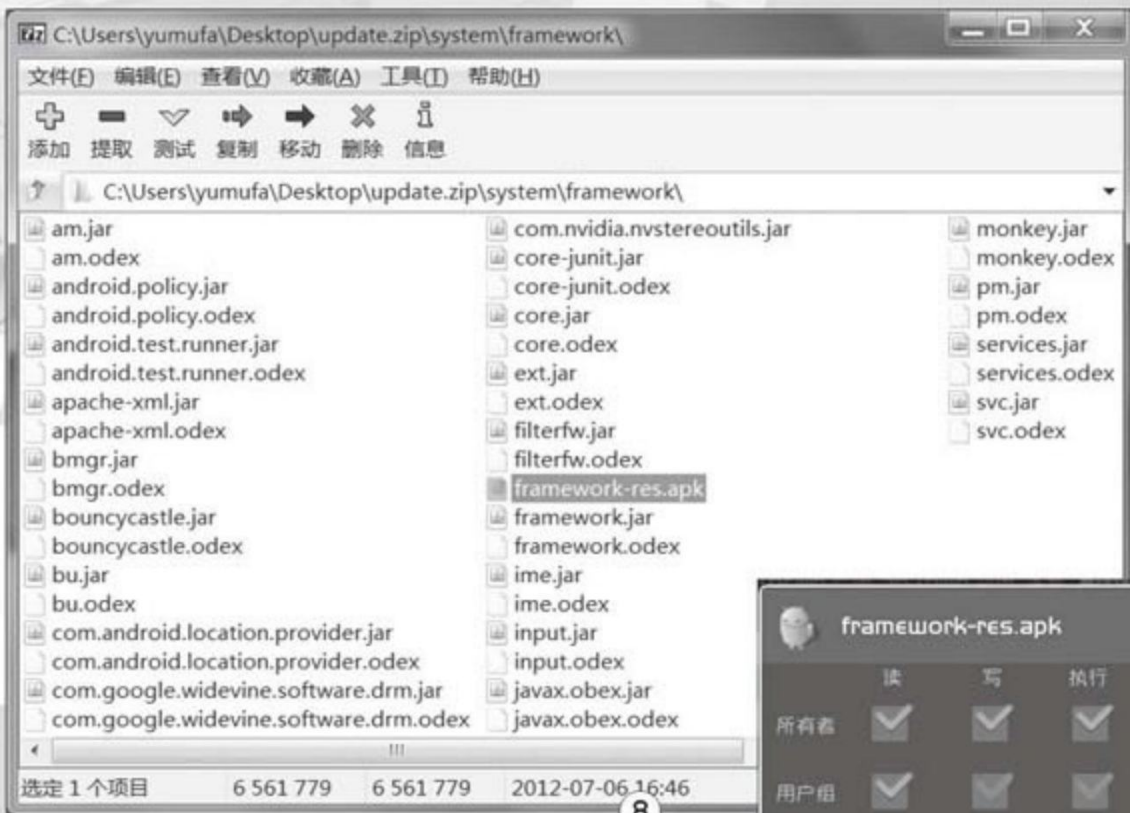 C:\Users\yumufa\Desktop\update.zip\system\framework\
文件(F) 编辑(E) 查看(V) 收藏(A) 工具(T) 帮助(H)
添加 提取 测试 复制 移动 删除 信息
C:\Users\yumufa\Desktop\update.zip\system\framework\
am.jar
am.odex
android.policy.jar
android.policy.odex
android.test.runner.jar
android.test.runner.odex
apache-xml.jar
apache-xml.odex
bmgr.jar
bmgr.odex
bouncycastle.jar
bouncycastle.odex
bu.jar
bu.odex
com.android.location.provider.jar
com.android.location.provider.odex
com.google.widevine.software.drm.jar
com.google.widevine.software.drm.odex
com.nvidia.nvstereoutils.jar
core-junit.jar
core-junit.odex
core.jar
core.odex
ext.jar
ext.odex
filterfw.jar
filterfw.odex
framework-res.apk
framework.jar
framework.odex
ime.jar
ime.odex
input.jar
input.odex
javax.obex.jar
javax.obex.odex
monkey.jar
monkey.odex
pm.jar
pm.odex
services.jar
services.odex
svc.jar
svc.odex
选定 1 个项目 6 561 779 6 561 779 2012-07-06 16:46
8
framework-res.apk
读 写 执行
所有者
用户组